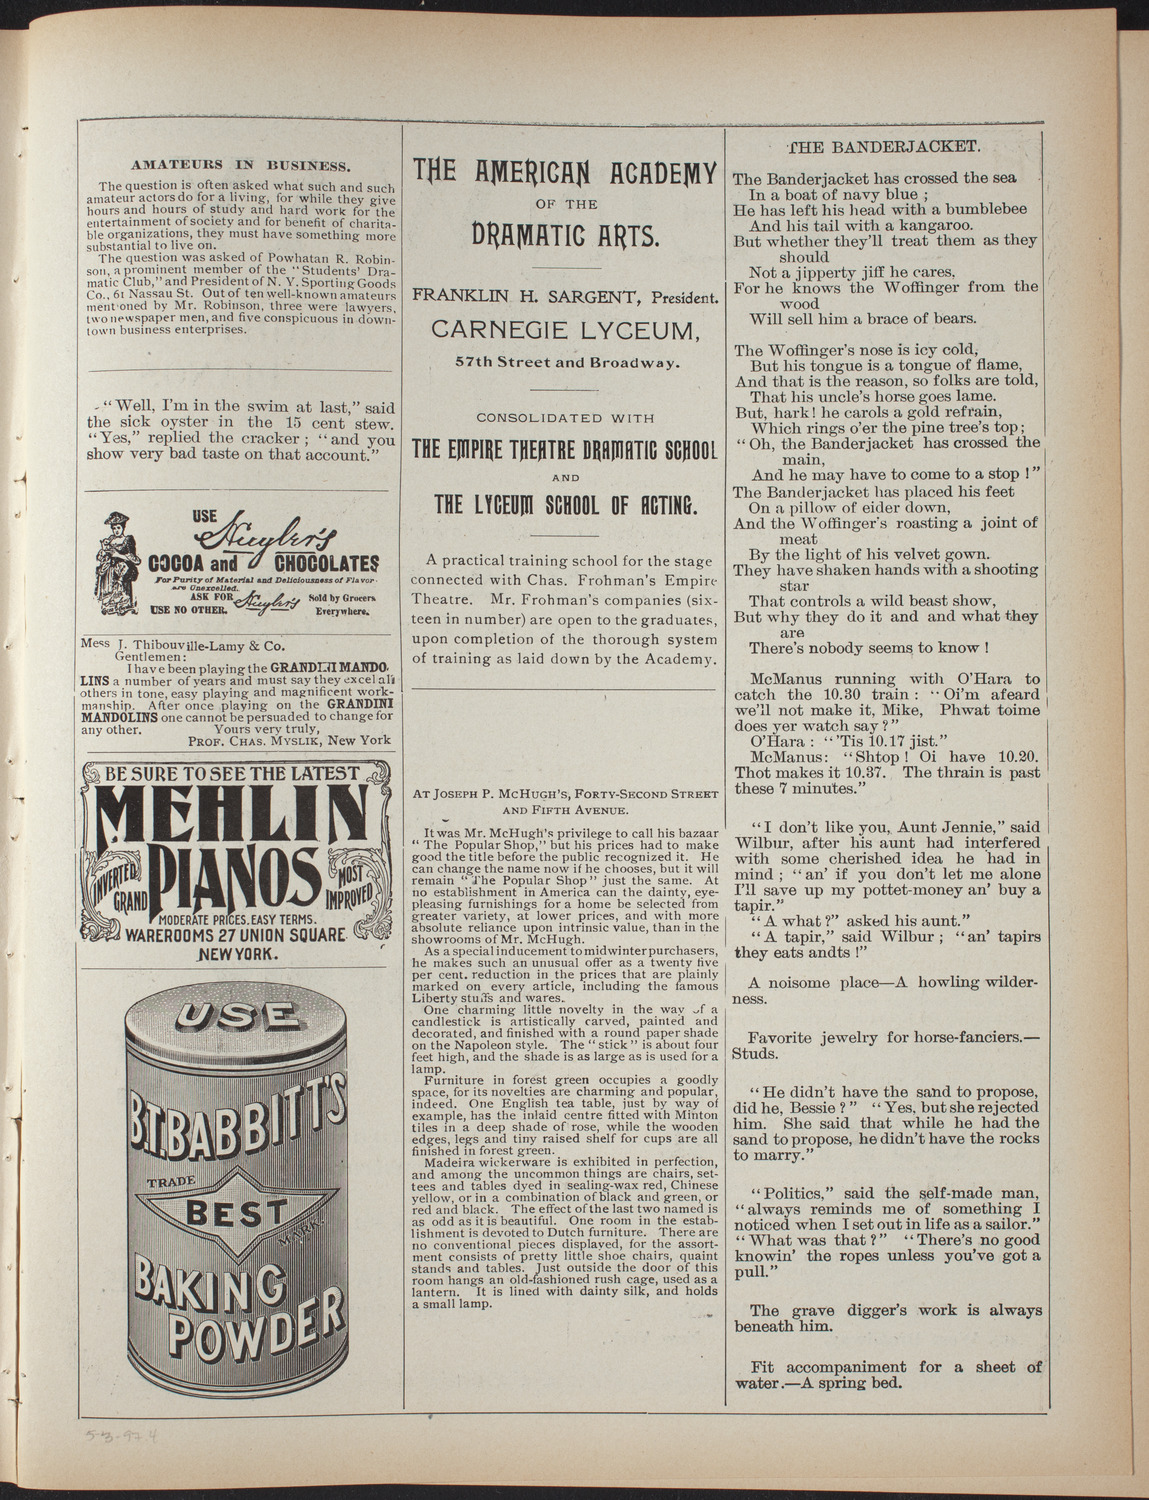 AMATEURS IN BUSINESS.
The question is often asked what such and such
amateur actors do for a living, for while they give
hours and hours of study and hard work for the
entertainment of society and for benefit of charita-
ble organizations, they must have something more
substantial to live on.
The question was asked of Powhatan R. Robin-
son, a prominent member of the "Students' Dra-
matic Club," and President of N. Y. Sporting Goods
Co., 61 Nassau St. Out of ten well-known amateurs
mentioned by Mr. Robinson, three were lawyers,
two newspaper men, and five conspicuous in down-
town business enterprises.
"Well, I'm in the swim at last," said
the sick oyster in the 15 cent stew.
"Yes," replied the cracker; "and you
show very bad taste on that account."
USE
Huyler's
COCOA and CHOCOLATES
For Purity of Material and Deliciousness of Flavor
are Unexcelled.
ASK FOR Huyler's Sold by Grocers
USE NO OTHER. Everywhere.
Mess J. Thibouville-Lamy & Co.
Gentlemen:
I have been playing the GRANDINI MANDO
LINS a number of years and must say they excel all
others in tone, easy playing and magnificent work-
manship. After once playing on the GRANDINI
MANDOLINS one cannot be persuaded to change for
any other. Yours very truly,
PROF. CHAS. MYSLIK, New York
BE SURE TO SEE THE LATEST
MEHLIN
PIANOS
INVERTED GRAND
MOST IMPROVED
MODERATE PRICES. EASY TERMS.
WAREROOMS 27 UNION SQUARE
NEW YORK.
USE
B.T. BABBITT'S
TRADE
BEST
MARK.
BAKING
POWDER
THE AMERICAN ACADEMY
OF THE
DRAMATIC ARTS.
FRANKLIN H. SARGENT, President.
CARNEGIE LYCEUM,
57th Street and Broadway.
CONSOLIDATED WITH
THE EMPIRE THEATRE DRAMATIC SCHOOL
AND
THE LYCEUM SCHOOL OF ACTING.
A practical training school for the stage
connected with Chas. Frohman's Empire
Theatre. Mr. Frohman's companies (six-
teen in number) are open to the graduates,
upon completion of the thorough system
of training as laid down by the Academy.
AT JOSEPH P. MCHUGH'S, FORTY-SECOND STREET
AND FIFTH AVENUE.
It was Mr. McHugh's privilege to call his bazaar
"The Popular Shop," but his prices had to make
good the title before the public recognized it. He
can change the name now if he chooses, but it will
remain "The Popular Shop" just the same. At
no establishment in America can the dainty, eye-
pleasing furnishings for a home be selected from
greater variety, at lower prices, and with more
absolute reliance upon intrinsic value, than in the
showrooms of Mr. McHugh.
As a special inducement to midwinter purchasers,
he makes such an unusual offer as a twenty five
per cent. reduction in the prices that are plainly
marked on every article, including the famous
Liberty stuffs and wares.
One charming little novelty in the way of a
candlestick is artistically carved, painted and
decorated, and finished with a round paper shade
on the Napoleon style. The "stick" is about four
feet high, and the shade is as large as is used for a
lamp.
Furniture in forest green occupies a goodly
space, for its novelties are charming and popular,
indeed. One English tea table, just by way of
example, has the inlaid centre fitted with Minton
tiles in a deep shade of rose, while the wooden
edges, legs and tiny raised shelf for cups are all
finished in forest green.
Madeira wickerware is exhibited in perfection,
and among the uncommon things are chairs, set-
tees and tables dyed in sealing-wax red, Chinese
yellow, or in a combination of black and green, or
red and black. The effect of the last two named is
as odd as it is beautiful. One room in the estab-
lishment is devoted to Dutch furniture. There are
no conventional pieces displayed, for the assort-
ment consists of pretty little shoe chairs, quaint
stands and tables. Just outside the door of this
room hangs an old-fashioned rush cage, used as a
lantern. It is lined with dainty silk, and holds
a small lamp.
THE BANDERJACKET.
The Banderjacket has crossed the sea
In a boat of navy blue;
He has left his head with a bumblebee
And his tail with a kangaroo.
But whether they'll treat them as they
should
Not a jipperty jiff he cares,
For he knows the Woffinger from the
wood
Will sell him a brace of bears.
The Woffinger's nose is icy cold,
But his tongue is a tongue of flame,
And that is the reason, so folks are told,
That his uncle's horse goes lame.
But, hark! he carols a gold refrain,
Which rings o'er the pine tree's top;
"Oh, the Banderjacket has crossed the
main,
And he may have to come to a stop!"
The Banderjacket has placed his feet
On a pillow of eider down,
And the Woffinger's roasting a joint of
meat
By the light of his velvet gown.
They have shaken hands with a shooting
star
That controls a wild beast show,
But why they do it and and what they
are
There's nobody seems to know!
McManus running with O'Hara to
catch the 10.30 train: "Oi'm afeard
we'll not make it, Mike, Phwat toime
does yer watch say?"
O'Hara: "'Tis 10.17 jist."
McManus: "Shtop! Oi have 10.20.
Thot makes it 10.37. The thrain is past
these 7 minutes."
"I don't like you, Aunt Jennie," said
Wilbur, after his aunt had interfered
with some cherished idea he had in
mind; "an' if you don't let me alone
I'll save up my pottet-money an' buy a
tapir."
"A what?" asked his aunt."
"A tapir," said Wilbur; "an' tapirs
they eats andts!"
A noisome place—A howling wilder-
ness.
Favorite jewelry for horse-fanciers.—
Studs.
"He didn't have the sand to propose,
did he, Bessie?" "Yes, but she rejected
him. She said that while he had the
sand to propose, he didn't have the rocks
to marry."
"Politics," said the self-made man,
"always reminds me of something I
noticed when I set out in life as a sailor."
"What was that?" "There's no good
knowin' the ropes unless you've got a
pull."
The grave digger's work is always
beneath him.
Fit accompaniment for a sheet of
water.—A spring bed.
5-3-97.4